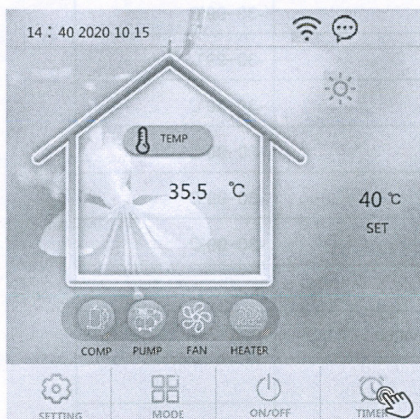 14：40 2020 10 15
TEMP
35.5 ℃
40 ℃
SET
COMP PUMP FAN HEATER
SETTING MODE ON/OFF TIMER